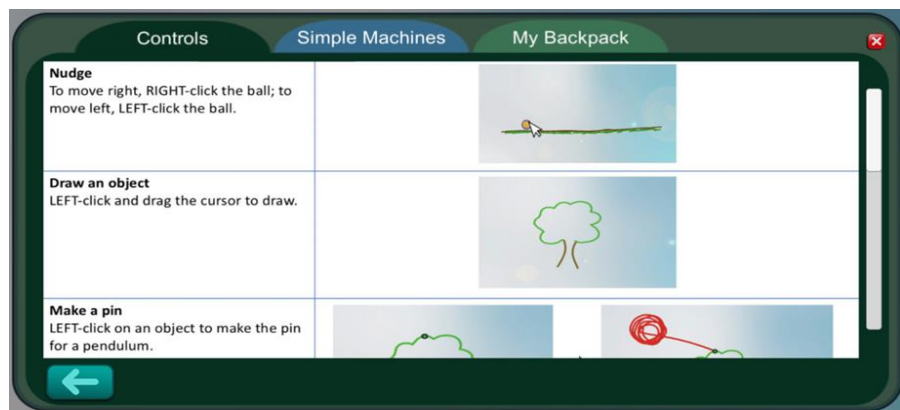 Controls
Simple Machines
My Backpack
Nudge
To move right, RIGHT-click the ball; to
move left, LEFT-click the ball.
Draw an object
LEFT-click and drag the cursor to draw.
Make a pin
LEFT-click on an object to make the pin
for a pendulum.